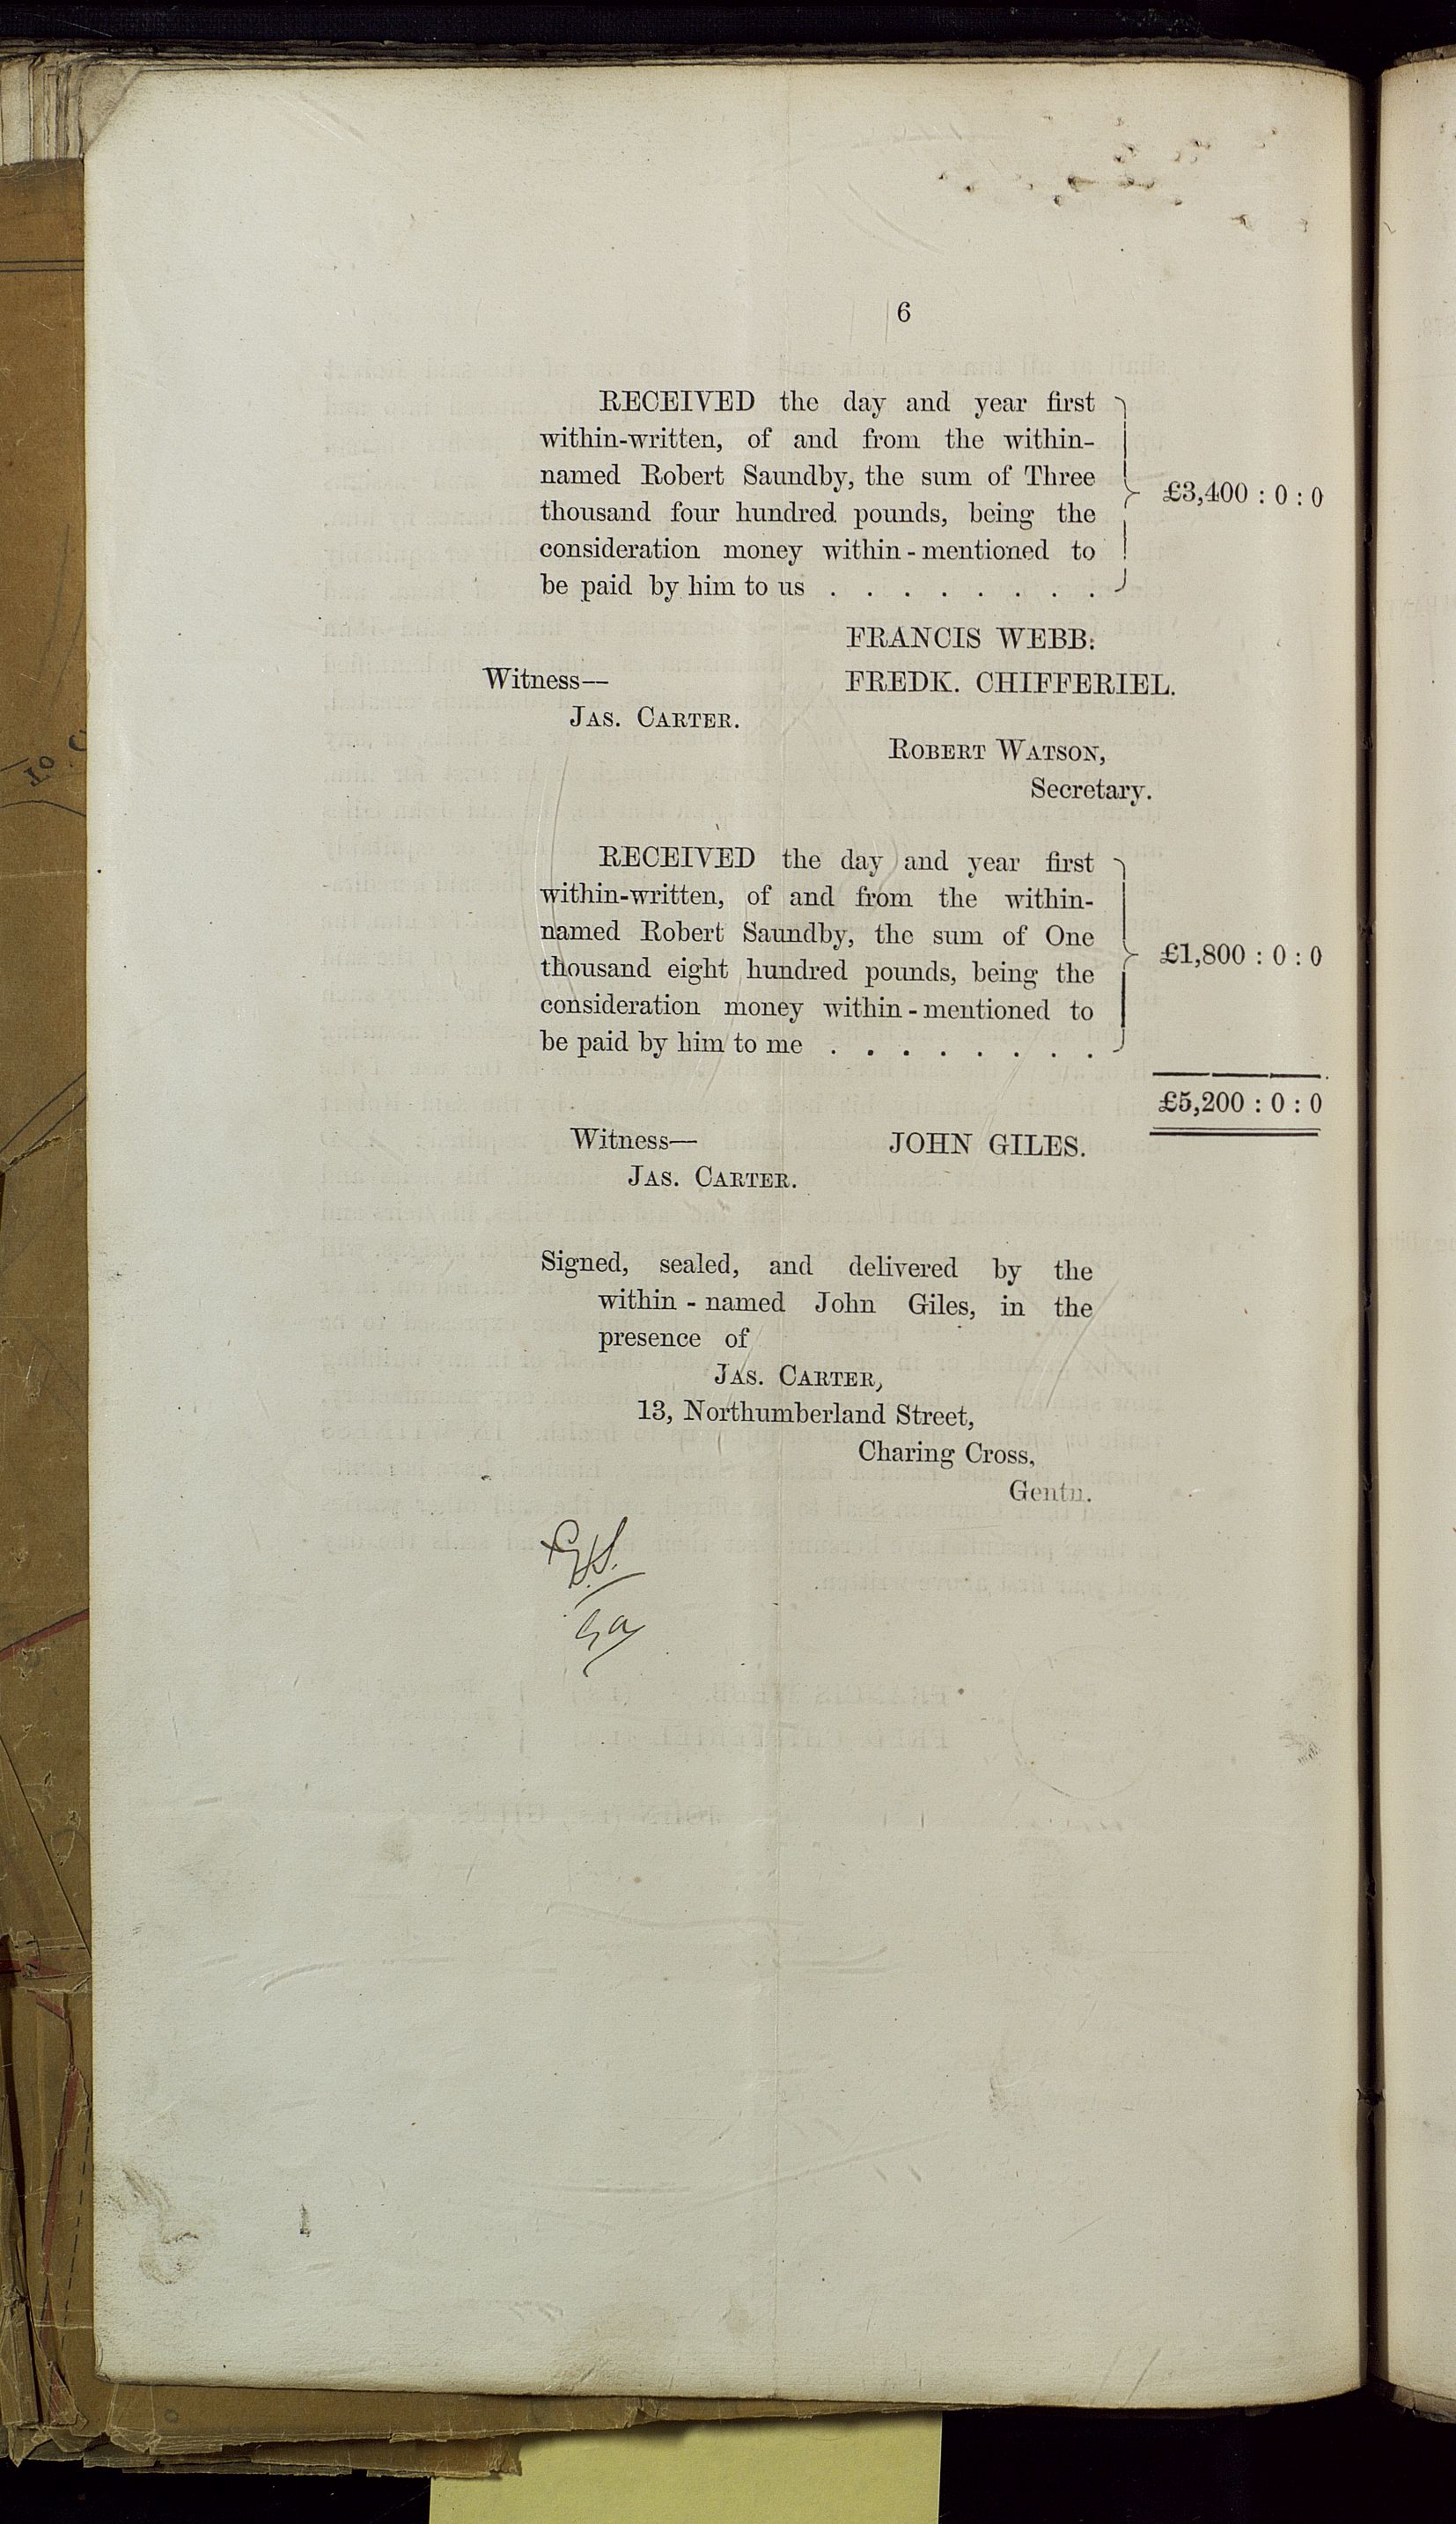 6
RECEIVED the day and year first
within-written, of and from the within-
named Robert Saundby, the sum of Three
thousand four hundred pounds, being the
consideration money within-mentioned to
be paid by him to us . . . . . . . .
£3,400 : 0 : 0
FRANCIS WEBB.
Witness—
FREDK. CHIFFERIEL.
JAS. CARTER.
ROBERT WATSON,
Secretary.
RECEIVED the day and year first
within-written, of and from the within-
named Robert Saundby, the sum of One
thousand eight hundred pounds, being the
consideration money within-mentioned to
be paid by him to me . . . . . . . .
£1,800 : 0 : 0
£5,200 : 0 : 0
Witness—
JOHN GILES.
JAS. CARTER.
Signed, sealed, and delivered by the
within-named John Giles, in the
presence of
JAS. CARTER,
13, Northumberland Street,
Charing Cross,
Gentn.
To